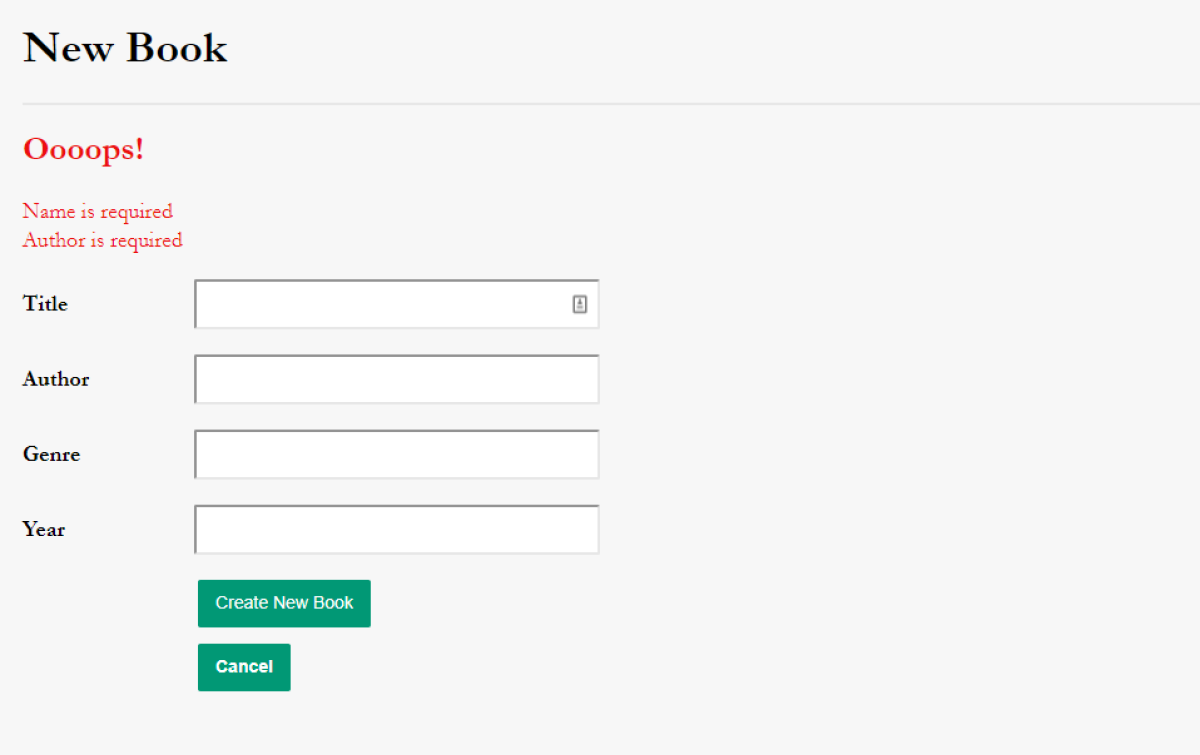 New Book
Oooops!
Name is required
Author is required
Title
Author
Genre
Year
Create New Book
Cancel